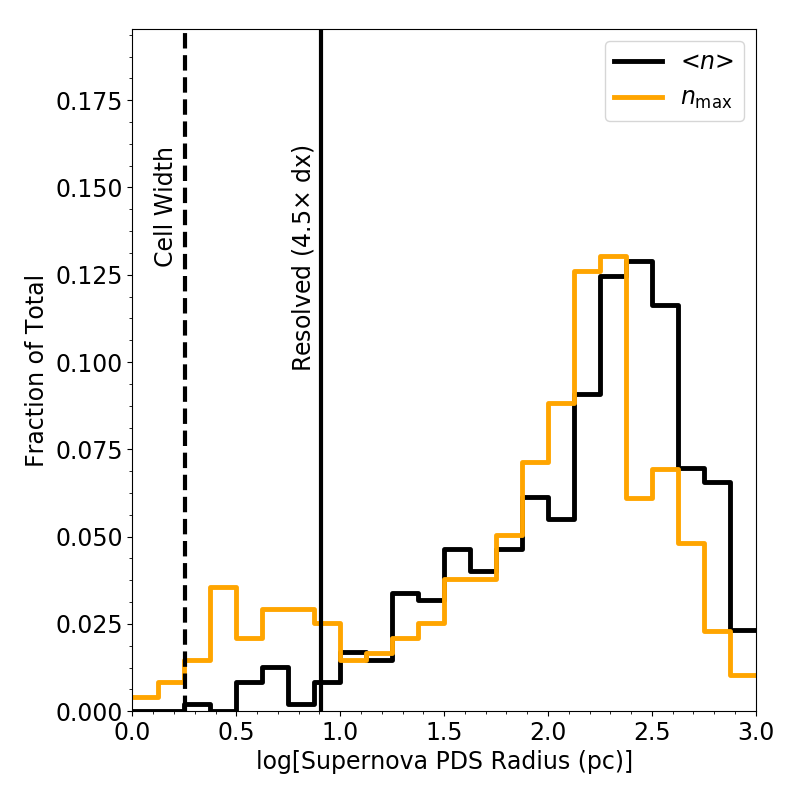 <n>
nmax
Cell Width
Resolved (4.5× dx)
Fraction of Total
0.175
0.150
0.125
0.100
0.075
0.050
0.025
0.000
0.0 0.5 1.0 1.5 2.0 2.5 3.0
log[Supernova PDS Radius (pc)]